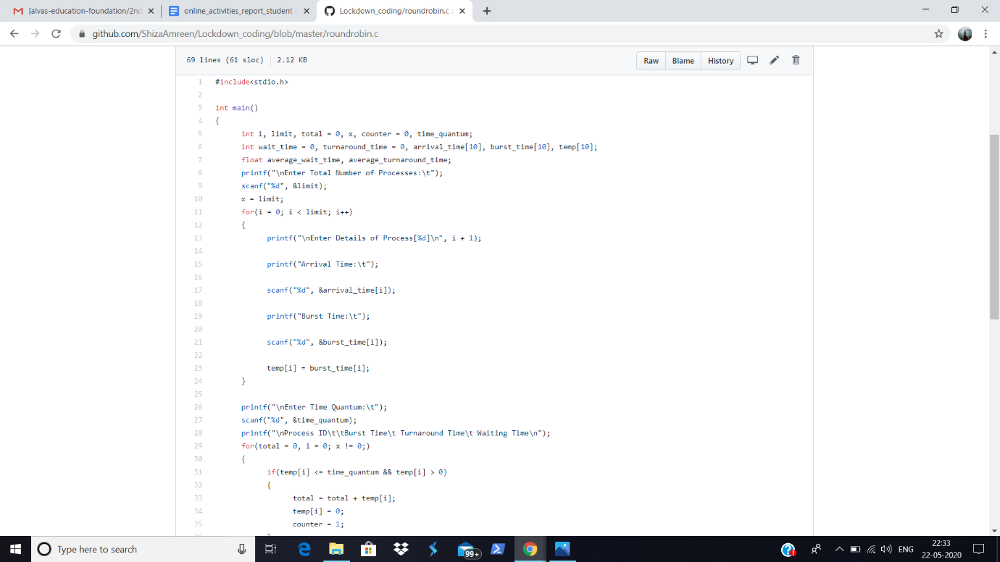 [alvas-education-foundation/2nd
online_activities_report_student -
Lockdown_coding/roundrobin.c
github.com/ShizaAmreen/Lockdown_coding/blob/master/roundrobin.c
69 lines (61 sloc) 2.12 KB
Raw Blame History
1 #include<stdio.h>
2
3 int main()
4 {
5 int i, limit, total = 0, x, counter = 0, time_quantum;
6 int wait_time = 0, turnaround_time = 0, arrival_time[10], burst_time[10], temp[10];
7 float average_wait_time, average_turnaround_time;
8 printf("\nEnter Total Number of Processes:\t");
9 scanf("%d", &limit);
10 x = limit;
11 for(i = 0; i < limit; i++)
12 {
13 printf("\nEnter Details of Process[%d]\n", i + 1);
14
15 printf("Arrival Time:\t");
16
17 scanf("%d", &arrival_time[i]);
18
19 printf("Burst Time:\t");
20
21 scanf("%d", &burst_time[i]);
22
23 temp[i] = burst_time[i];
24 }
25
26 printf("\nEnter Time Quantum:\t");
27 scanf("%d", &time_quantum);
28 printf("\nProcess ID\t\tBurst Time\t Turnaround Time\t Waiting Time\n");
29 for(total = 0, i = 0; x != 0;)
30 {
31 if(temp[i] <= time_quantum && temp[i] > 0)
32 {
33 total = total + temp[i];
34 temp[i] = 0;
35 counter = 1;
Type here to search
99+
ENG
22:33
22-05-2020